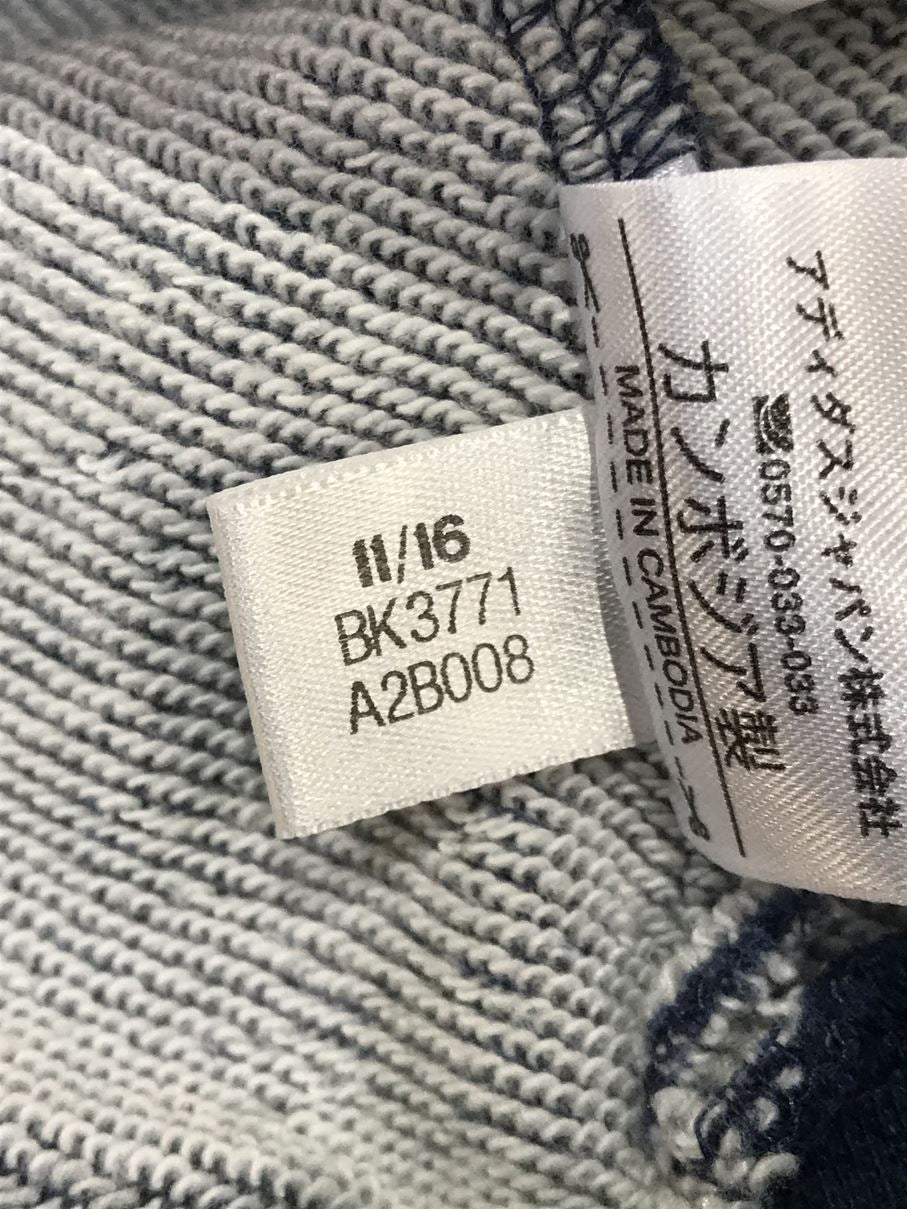 11/16
BK3771
A2B008
アディダスジャパン株式会社
0570-033-033
カンボジア製
MADE IN CAMBODIA